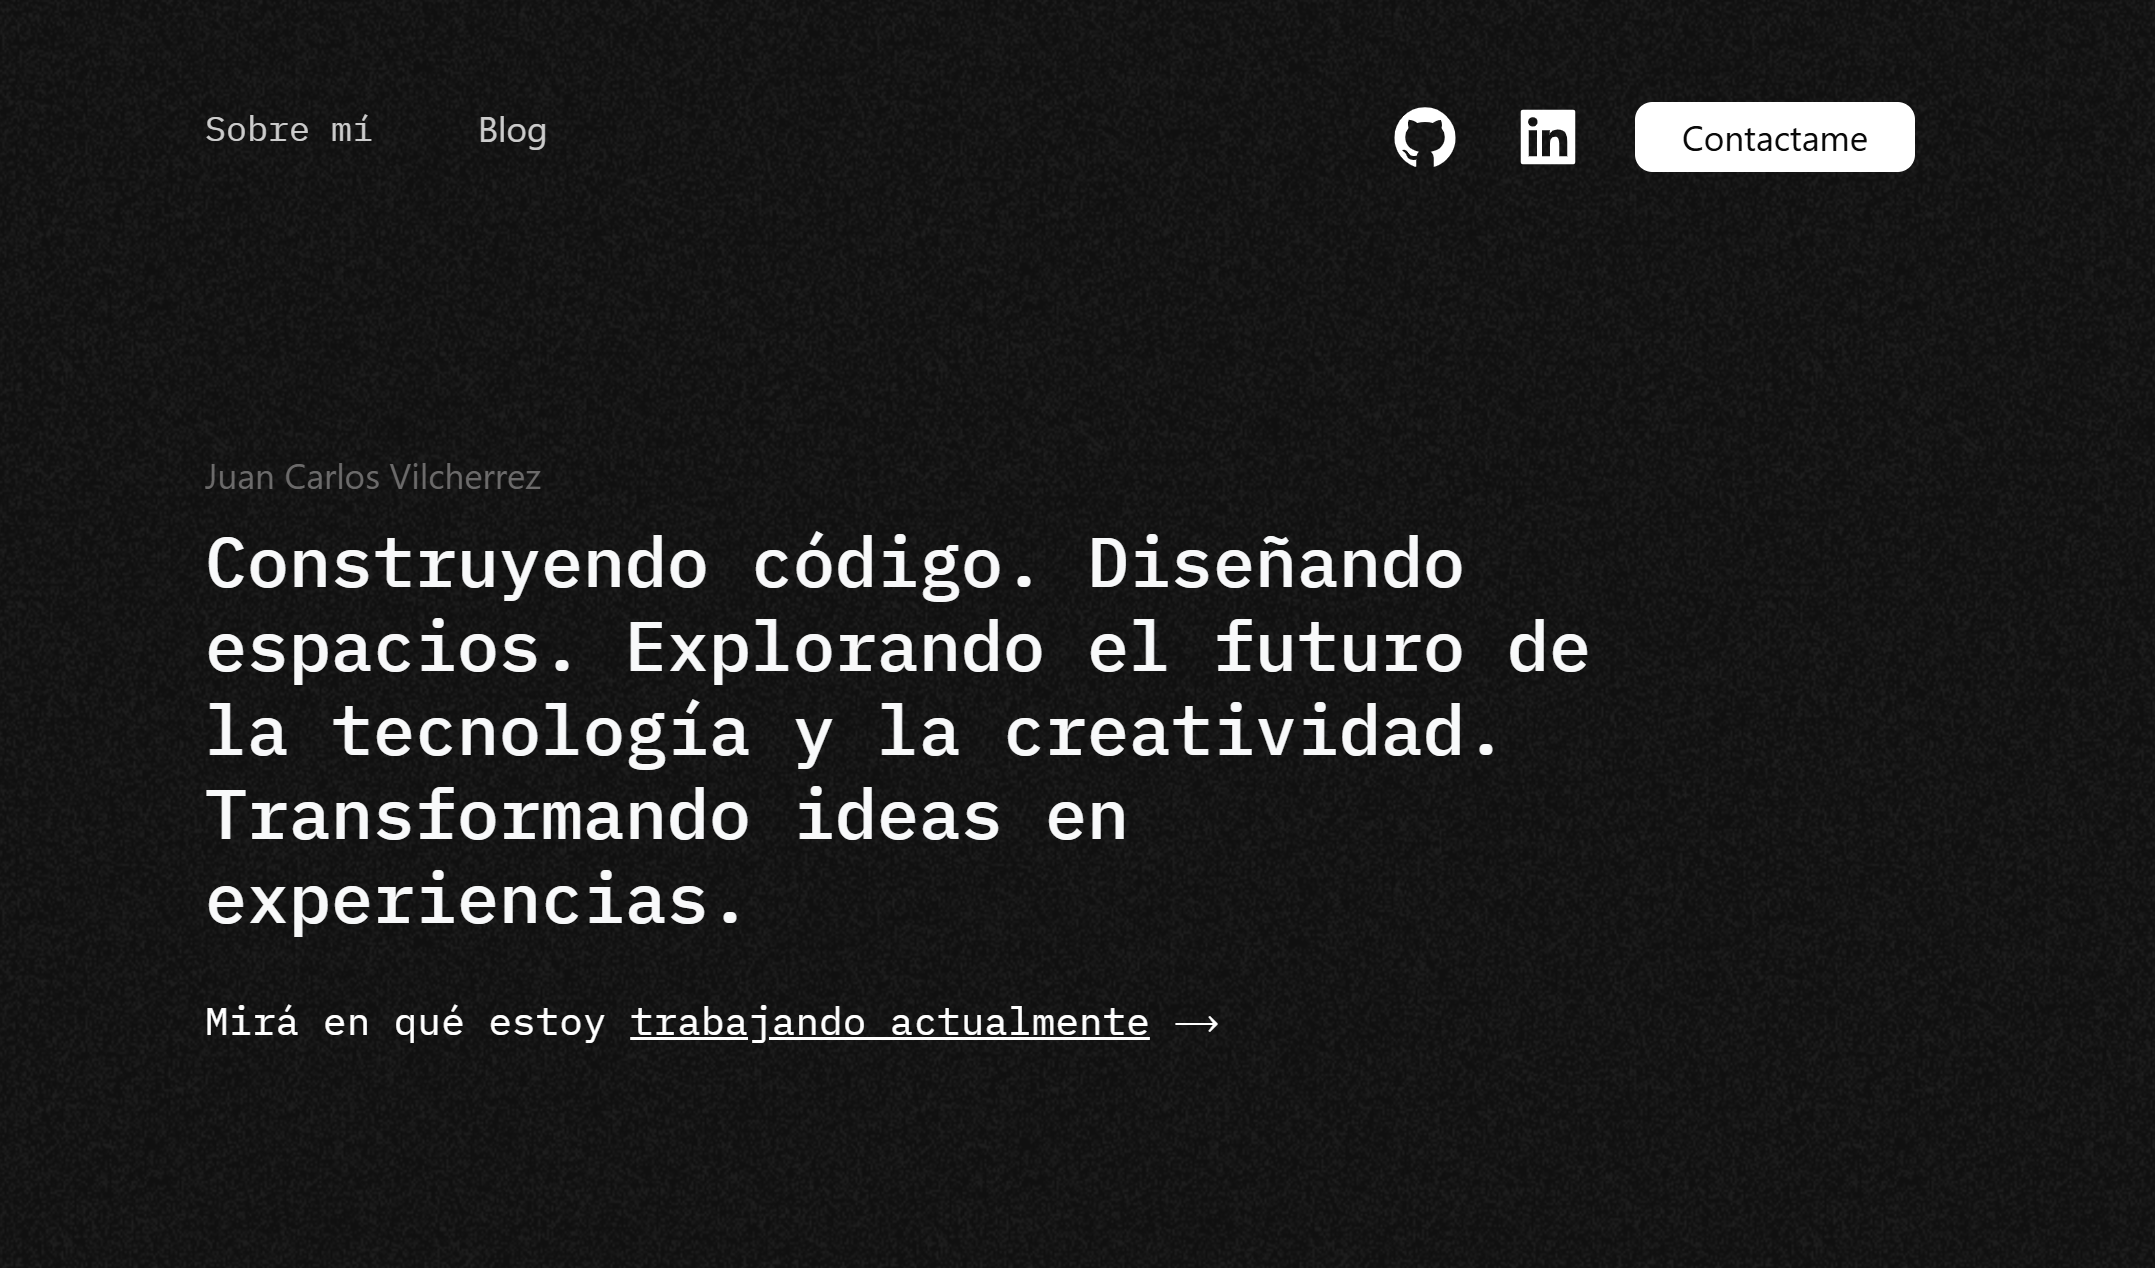 Sobre mí Blog Contactame
Juan Carlos Vilcherrez
Construyendo código. Diseñando
espacios. Explorando el futuro de
la tecnología y la creatividad.
Transformando ideas en
experiencias.
Mirá en qué estoy trabajando actualmente →